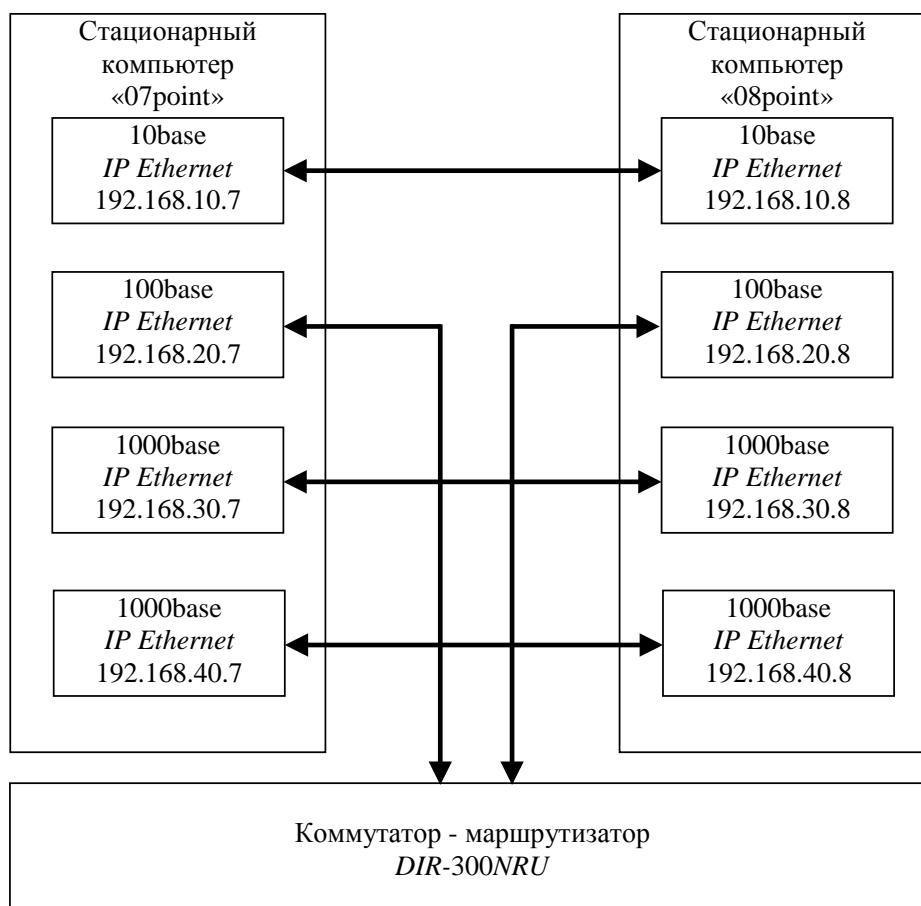 Стационарный
компьютер
«07point»
10base
IP Ethernet
192.168.10.7
100base
IP Ethernet
192.168.20.7
1000base
IP Ethernet
192.168.30.7
1000base
IP Ethernet
192.168.40.7
Стационарный
компьютер
«08point»
10base
IP Ethernet
192.168.10.8
100base
IP Ethernet
192.168.20.8
1000base
IP Ethernet
192.168.30.8
1000base
IP Ethernet
192.168.40.8
Коммутатор - маршрутизатор
DIR-300NRU